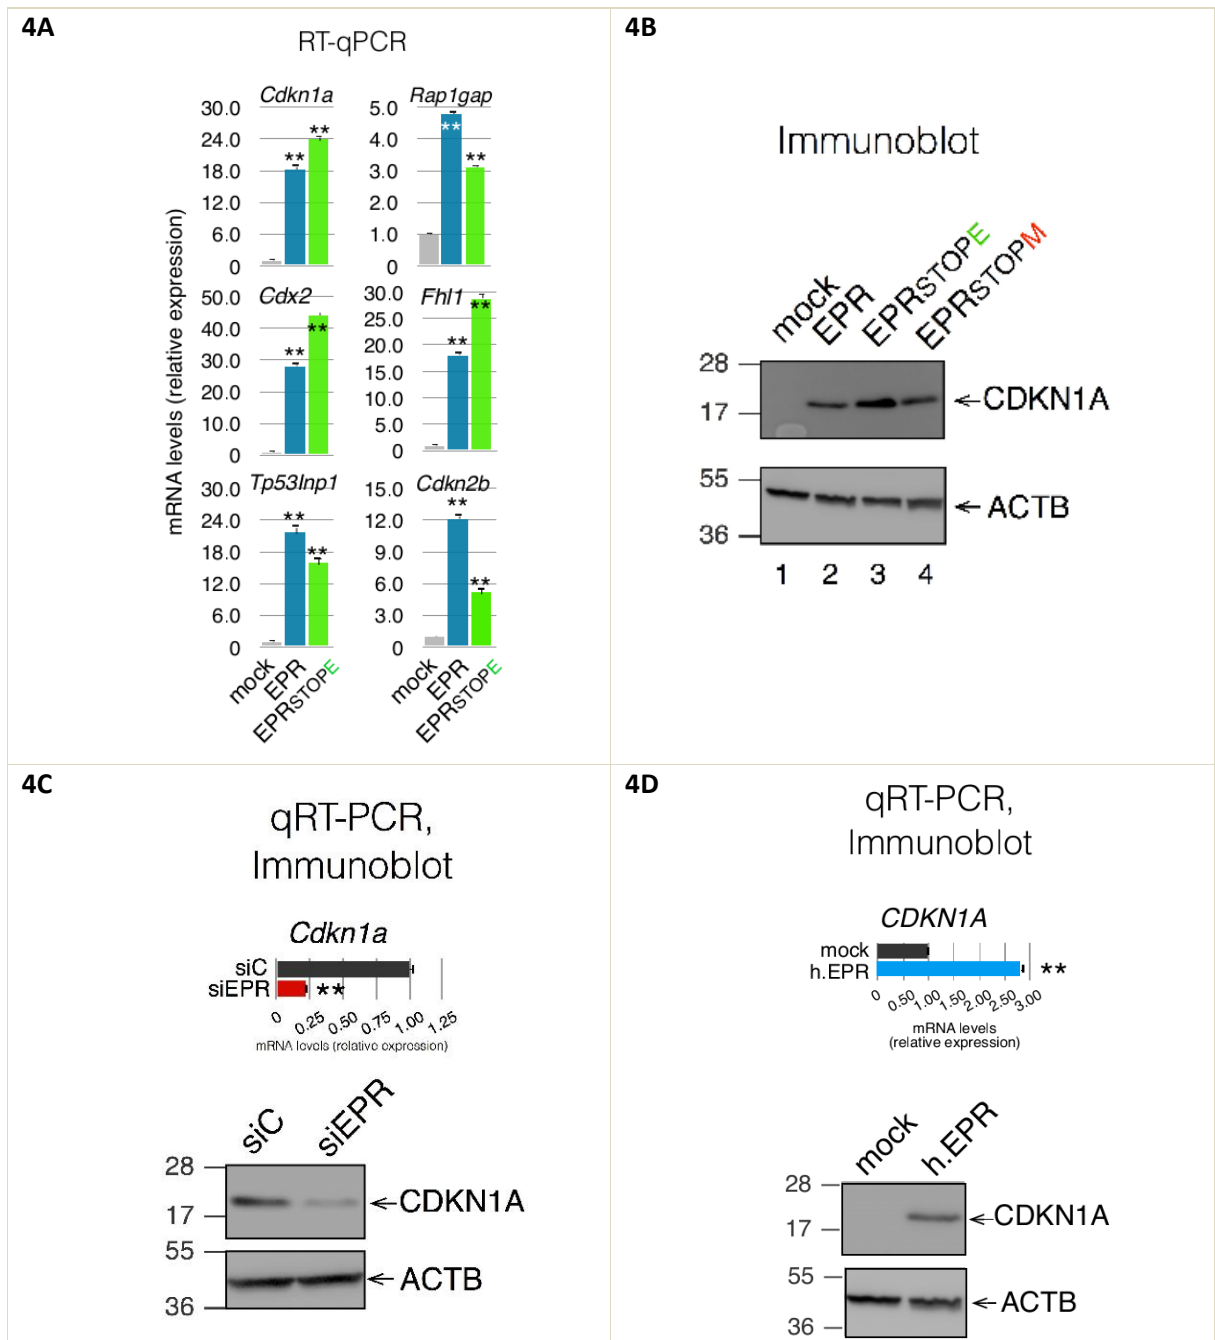 4A
RT-qPCR
mRNA levels (relative expression)
Cdkn1a
30.0
24.0
18.0
12.0
6.0
0
**
**
Rap1gap
5.0
4.0
3.0
2.0
1.0
0
**
**
Cdx2
50.0
40.0
30.0
20.0
10.0
0
**
**
Fhl1
30.0
25.0
20.0
15.0
10.0
5.0
0
**
**
Tp53Inp1
30.0
24.0
18.0
12.0
6.0
0
**
**
Cdkn2b
15.0
12.0
9.0
6.0
3.0
0
**
**
mock
EPR
EPRSTOPE
mock
EPR
EPRSTOPE
4B
Immunoblot
mock
EPR
EPRSTOPE
EPRSTOPM
28
17
←CDKN1A
55
36
← ACTB
1 2 3 4
4C
qRT-PCR,
Immunoblot
Cdkn1a
siC
siEPR **
0 0.25 0.50 0.75 1.00 1.25
mRNA levels (relative expression)
siC
siEPR
28
17
←CDKN1A
55
36
← ACTB
4D
qRT-PCR,
Immunoblot
CDKN1A
mock
h.EPR **
0 0.50 1.00 1.50 2.00 2.50 3.00
mRNA levels
(relative expression)
mock
h.EPR
28
17
←CDKN1A
55
36
← ACTB